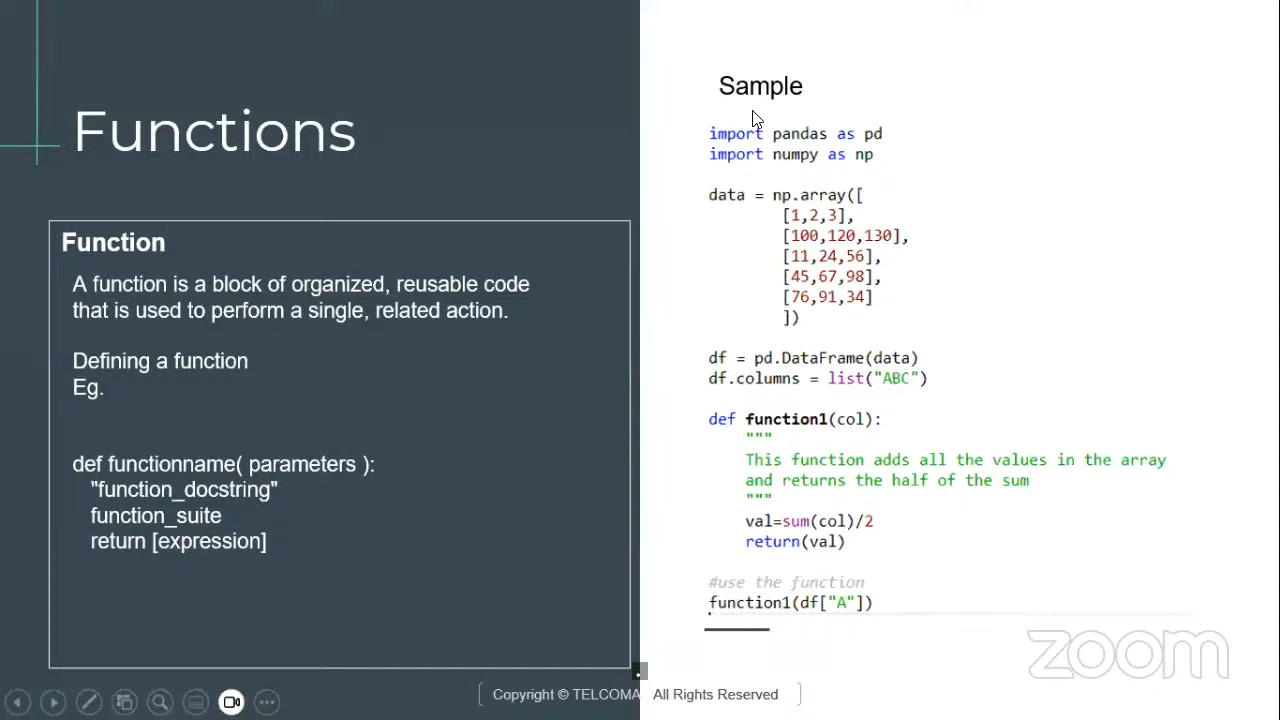 Functions
Function
A function is a block of organized, reusable code
that is used to perform a single, related action.
Defining a function
Eg.
def functionname( parameters ):
"function_docstring"
function_suite
return [expression]
Sample
import pandas as pd
import numpy as np
data = np.array([
[1,2,3],
[100,120,130],
[11,24,56],
[45,67,98],
[76,91,34]
])
df = pd.DataFrame(data)
df.columns = list("ABC")
def function1(col):
"""
This function adds all the values in the array
and returns the half of the sum
"""
val=sum(col)/2
return(val)
#use the function
function1(df["A"])
zoom
Copyright © TELCOMA All Rights Reserved